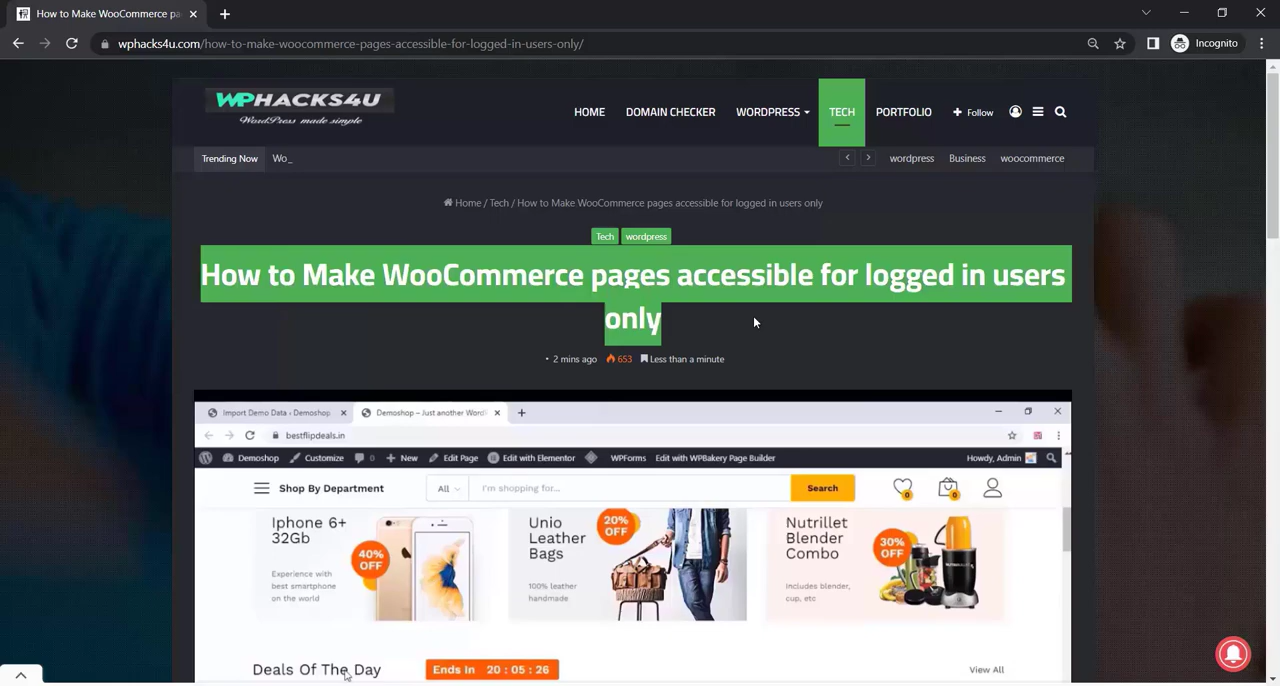 How to Make WooCommerce pa
Incognito
wphacks4u.com/how-to-make-woocommerce-pages-accessible-for-logged-in-users-only/
WPHACKS4U
WordPress made simple
HOME DOMAIN CHECKER WORDPRESS TECH PORTFOLIO + Follow
Trending Now Wo_ wordpress Business woocommerce
Home / Tech / How to Make WooCommerce pages accessible for logged in users only
Tech wordpress
How to Make WooCommerce pages accessible for logged in users
only
• 2 mins ago 653 Less than a minute
Import Demo Data ‹ Demoshop Demoshop – Just another Word
bestflipdeals.in
Demoshop Customize 0 + New Edit Page Edit with Elementor WPForms Edit with WPBakery Page Builder Howdy, Admin
Shop By Department All I'm shopping for... Search 0 0
Iphone 6+
32Gb
40%
OFF
Experience with
best smartphone
on the world
Unio
Leather
Bags
20%
OFF
100% leather
handmade
Nutrillet
Blender
Combo
30%
OFF
Includes blender,
cup, etc
Deals Of The Day Ends in 20 : 05 : 26 View All